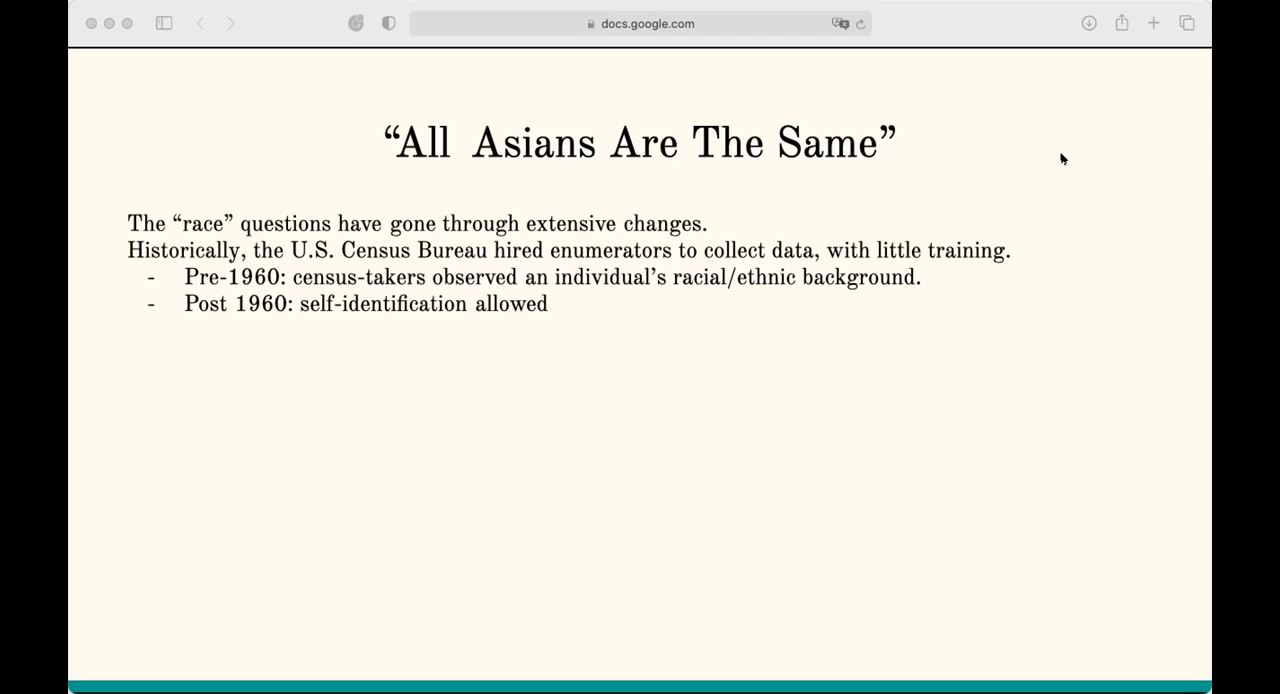 docs.google.com
“All Asians Are The Same”
The “race” questions have gone through extensive changes.
Historically, the U.S. Census Bureau hired enumerators to collect data, with little training.
- Pre-1960: census-takers observed an individual’s racial/ethnic background.
- Post 1960: self-identification allowed